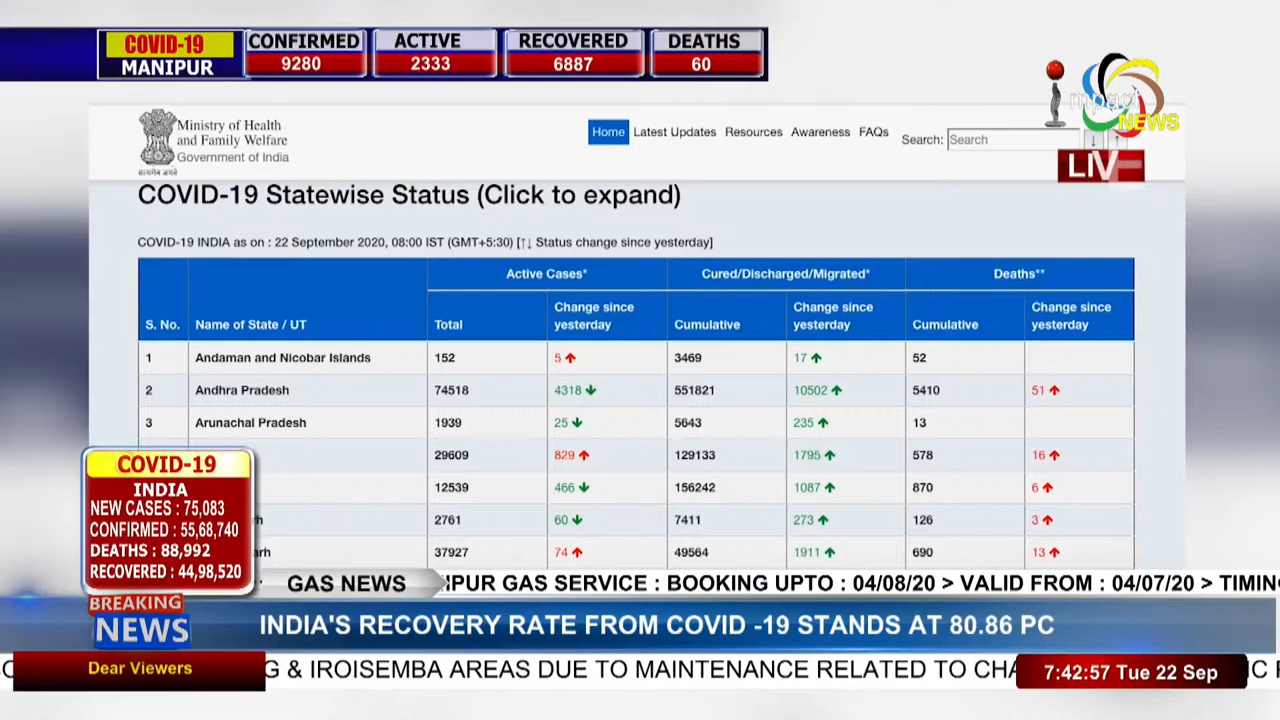 COVID-19
MANIPUR
CONFIRMED
9280
ACTIVE
2333
RECOVERED
6887
DEATHS
60
impact
NEWS
LIVE
सत्यमेव जयते
Ministry of Health
and Family Welfare
Government of India
Home Latest Updates Resources Awareness FAQs Search: Search
COVID-19 Statewise Status (Click to expand)
COVID-19 INDIA as on : 22 September 2020, 08:00 IST (GMT+5:30) [↑↓ Status change since yesterday]
Active Cases* Cured/Discharged/Migrated* Deaths**
S. No. Name of State / UT Total Change since yesterday Cumulative Change since yesterday Cumulative Change since yesterday
1 Andaman and Nicobar Islands 152 5↑ 3469 17↑ 52
2 Andhra Pradesh 74518 4318↓ 551821 10502↑ 5410 51↑
3 Arunachal Pradesh 1939 25↓ 5643 235↑ 13
29609 829↑ 129133 1795↑ 578 16↑
12539 466↓ 156242 1087↑ 870 6↑
2761 60↓ 7411 273↑ 126 3↑
arh 37927 74↑ 49564 1911↑ 690 13↑
COVID-19
INDIA
NEW CASES : 75,083
CONFIRMED : 55,68,740
DEATHS : 88,992
RECOVERED : 44,98,520
GAS NEWS IPUR GAS SERVICE : BOOKING UPTO : 04/08/20 > VALID FROM : 04/07/20 > TIMIN
BREAKING
NEWS
INDIA'S RECOVERY RATE FROM COVID -19 STANDS AT 80.86 PC
Dear Viewers G & IROISEMBA AREAS DUE TO MAINTENANCE RELATED TO CHA
7:42:57 Tue 22 Sep